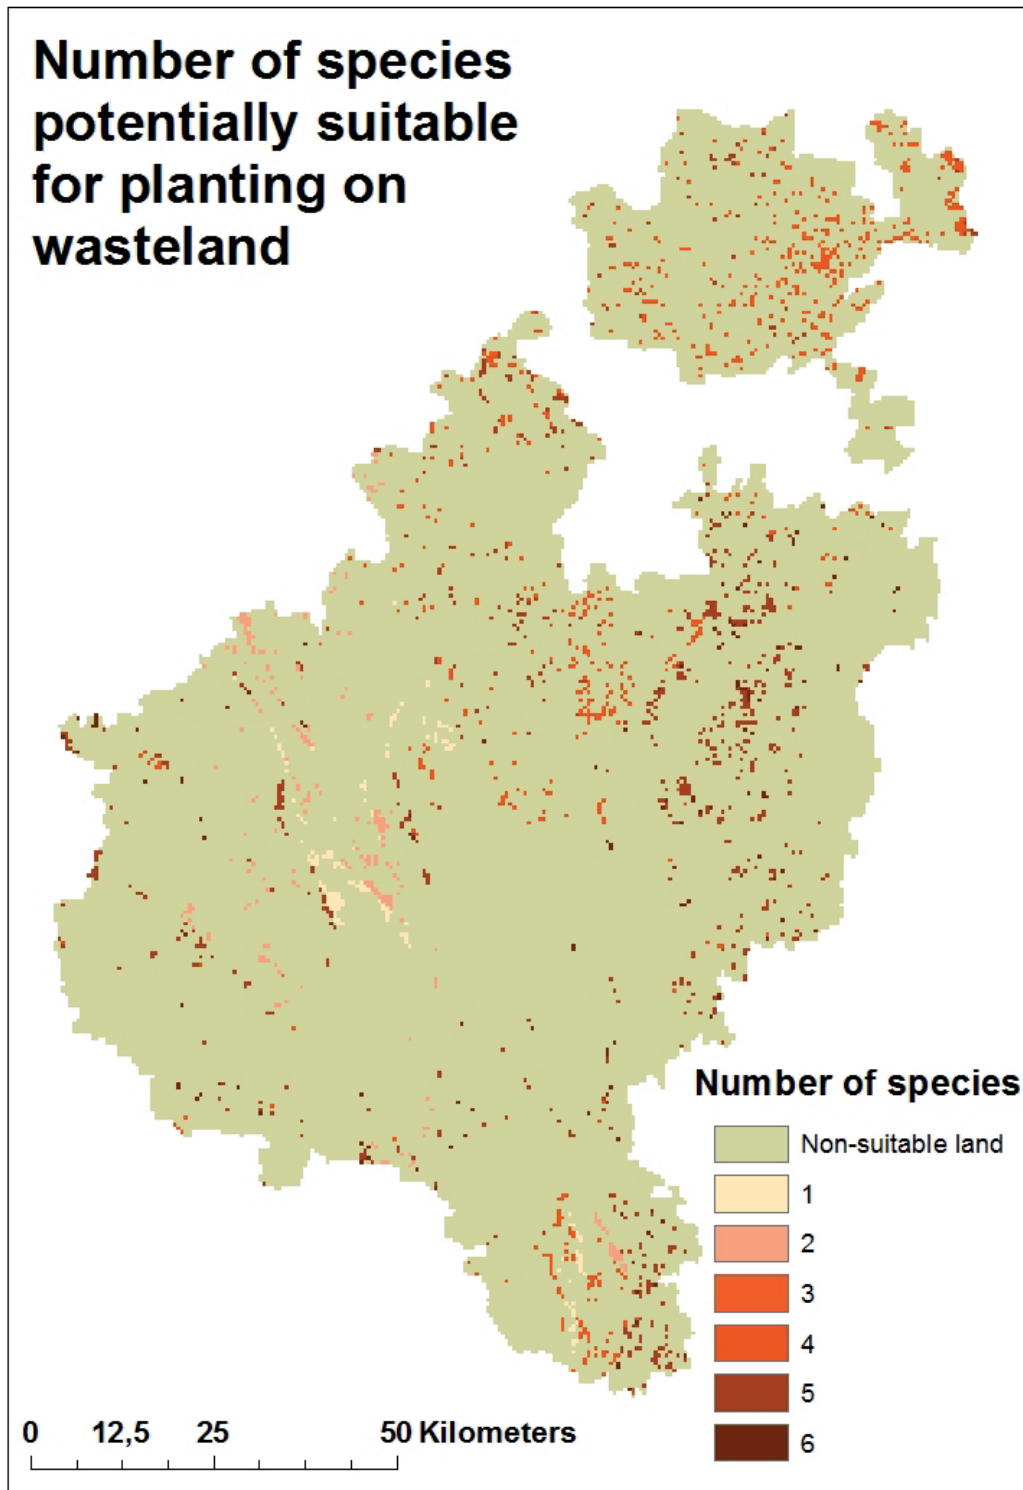 Number of species
potentially suitable
for planting on
wasteland
Number of species
Non-suitable land
1
2
3
4
5
6
0 12,5 25 50 Kilometers